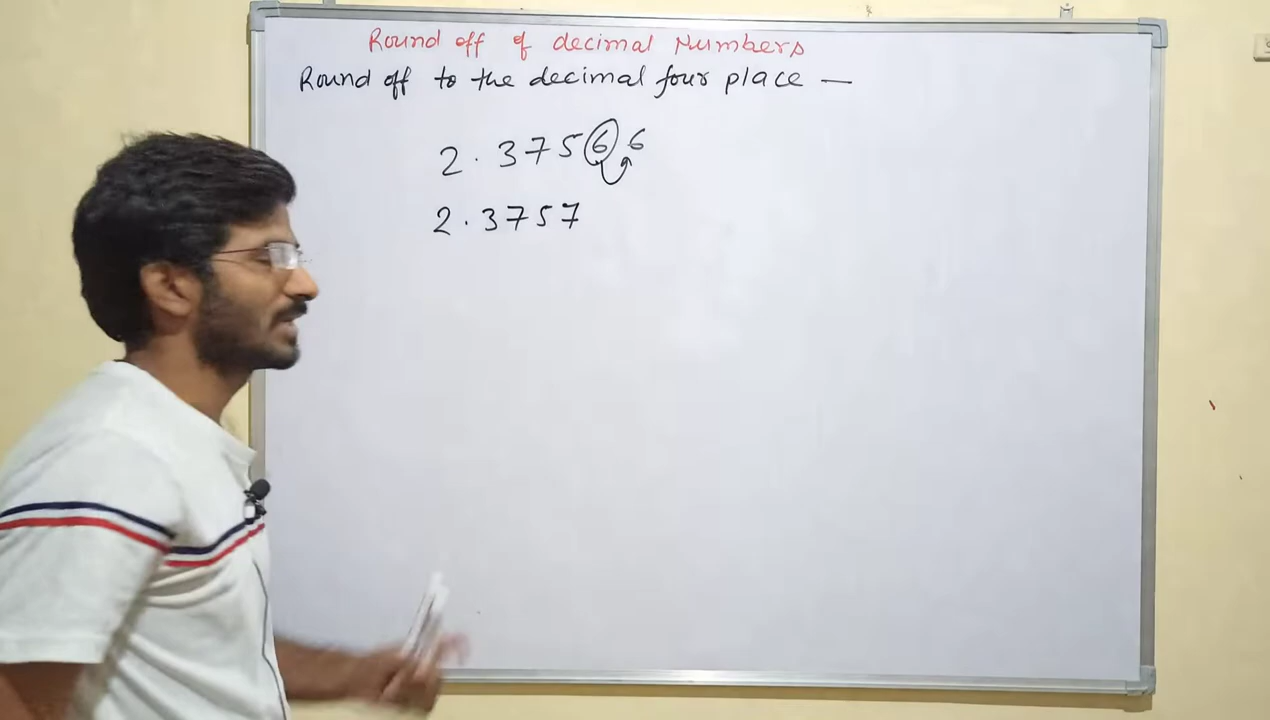 Round off of decimal Numbers
Round off to the decimal four place —
2.37566
2.3757